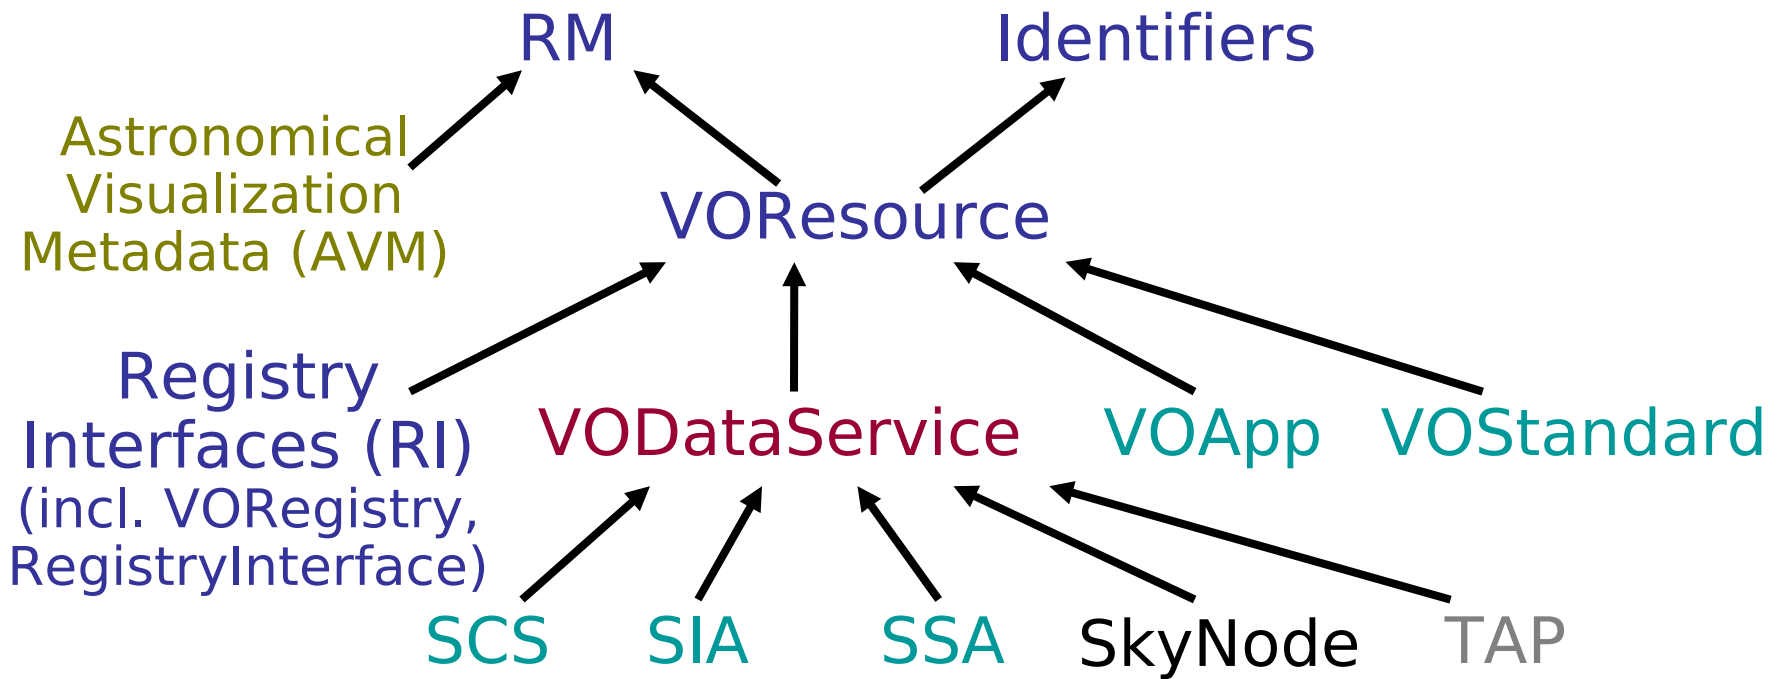 RM
Identifiers
Astronomical
Visualization
Metadata (AVM)
VOResource
Registry
Interfaces (RI)
(incl. VORegistry,
RegistryInterface)
VODataService
VOApp
VOStandard
SCS
SIA
SSA
SkyNode
TAP